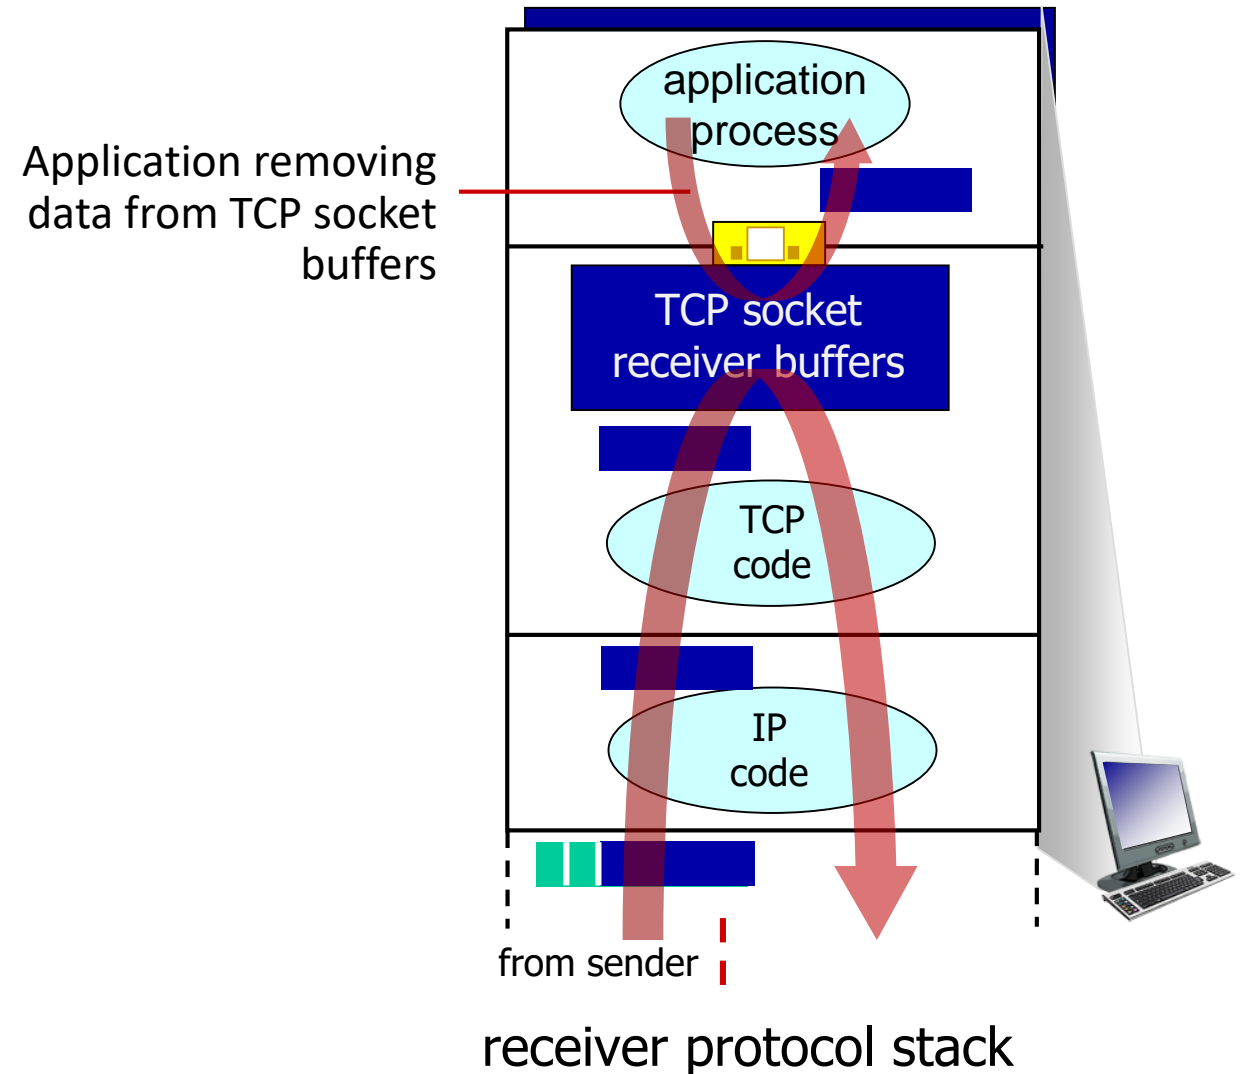 application
process
Application removing
data from TCP socket
buffers
TCP socket
receiver buffers
TCP
code
IP
code
from sender
receiver protocol stack